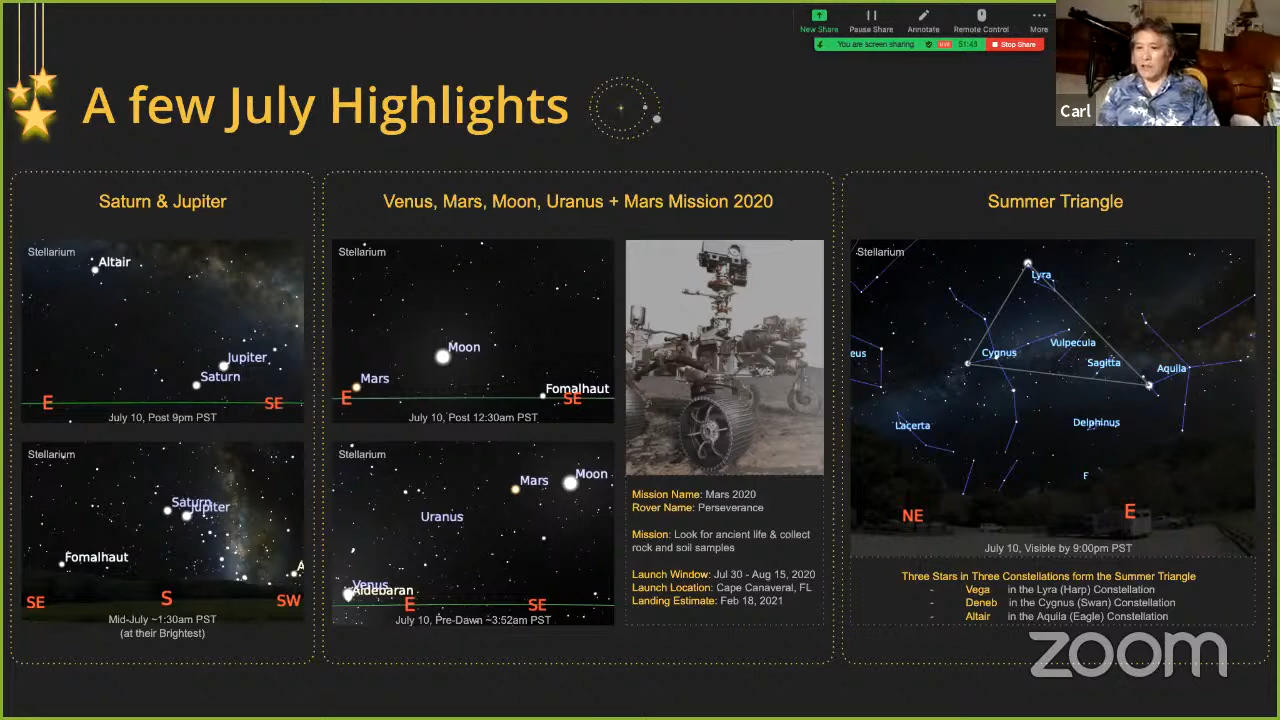 New Share
Pause Share
Annotate
Remote Control
More
You are screen sharing
LIVE
51:43
Stop Share
Carl
A few July Highlights
Saturn & Jupiter
Stellarium
Altair
Jupiter
Saturn
E
SE
July 10, Post 9pm PST
Stellarium
Saturn
Jupiter
Fomalhaut
A
SE
S
SW
Mid-July ~1:30am PST
(at their Brightest)
Venus, Mars, Moon, Uranus + Mars Mission 2020
Stellarium
Moon
Mars
Fomalhaut
E
SE
July 10, Post 12:30am PST
Stellarium
Moon
Mars
Uranus
Venus
Aldebaran
E
SE
July 10, Pre-Dawn ~3:52am PST
Mission Name: Mars 2020
Rover Name: Perseverance
Mission: Look for ancient life & collect
rock and soil samples
Launch Window: Jul 30 - Aug 15, 2020
Launch Location: Cape Canaveral, FL
Landing Estimate: Feb 18, 2021
Summer Triangle
Stellarium
Lyra
Vulpecula
eus
Cygnus
Sagitta
Aquila
Lacerta
Delphinus
F
NE
E
July 10, Visible by 9:00pm PST
Three Stars in Three Constellations form the Summer Triangle
- Vega in the Lyra (Harp) Constellation
- Deneb in the Cygnus (Swan) Constellation
- Altair in the Aquila (Eagle) Constellation
zoom